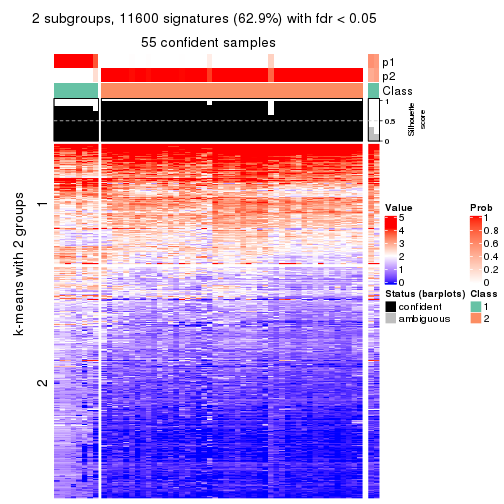 2 subgroups, 11600 signatures (62.9%) with fdr < 0.05
55 confident samples
p1
p2
Class
1
0.5
0
Silhouette
score
k-means with 2 groups
1
2
Value
5
4
3
2
1
0
Prob
1
0.8
0.6
0.4
0.2
0
Status (barplots)
confident
ambiguous
Class
1
2